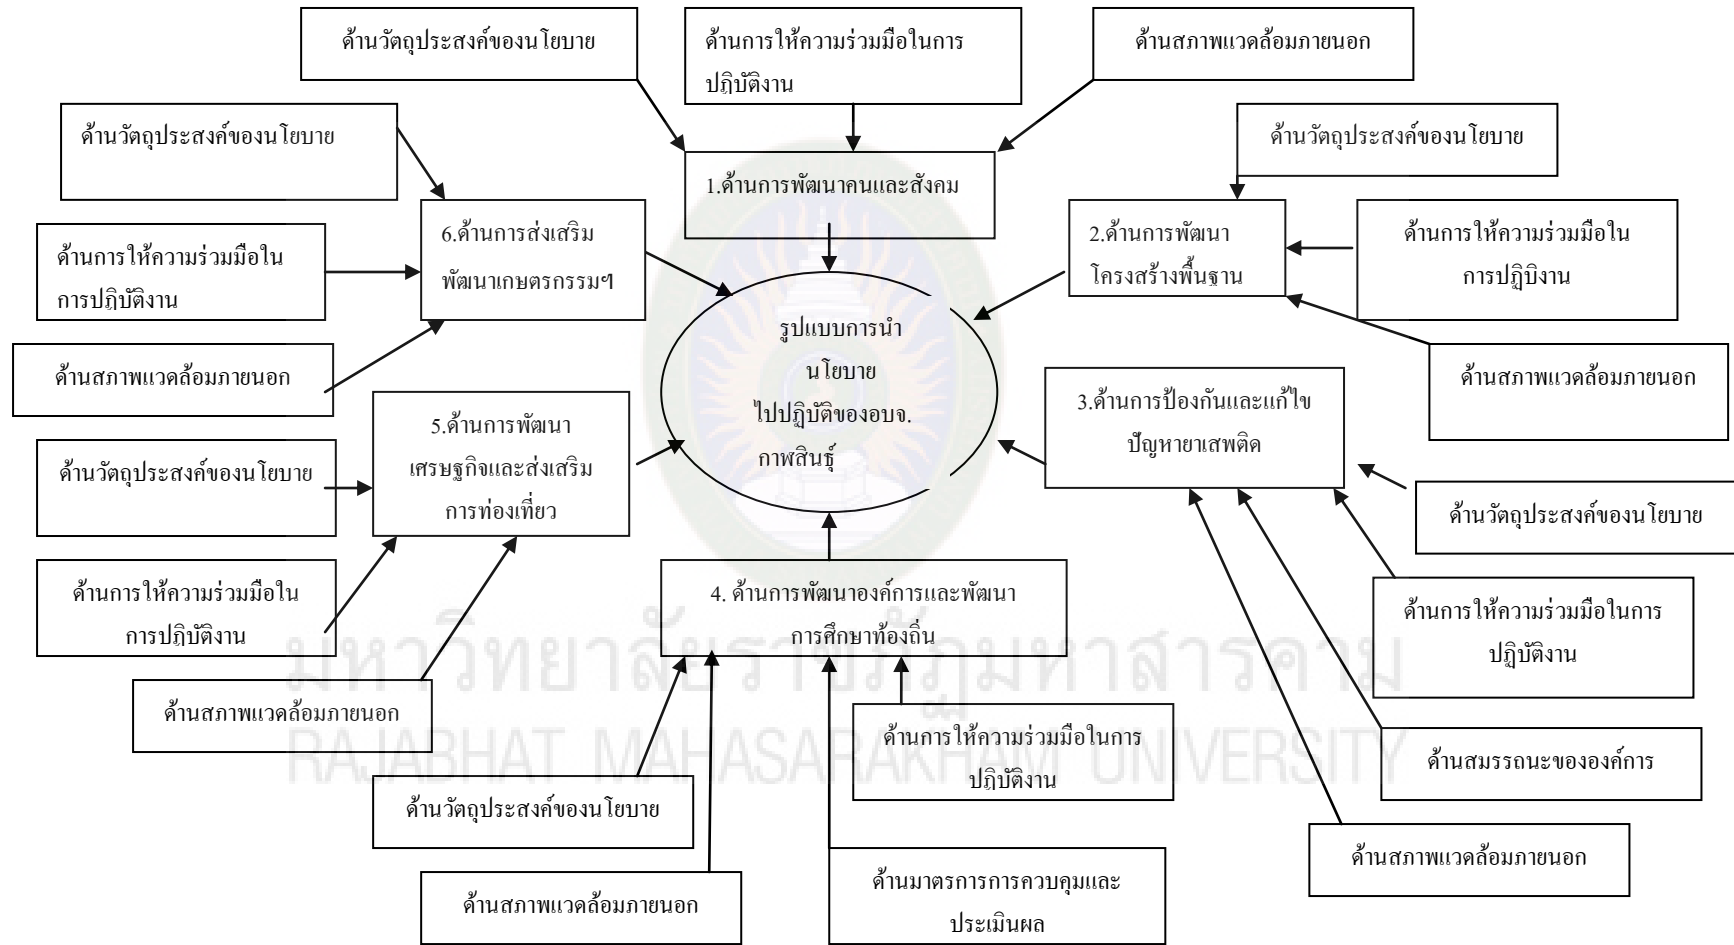 ด้านวัตถุประสงค์ของนโยบาย
ด้านการให้ความร่วมมือในการ
ปฏิบัติงาน
ด้านสภาพแวดล้อมภายนอก
ด้านวัตถุประสงค์ของนโยบาย
ด้านวัตถุประสงค์ของนโยบาย
1.ด้านการพัฒนาคนและสังคม
6.ด้านการส่งเสริม
พัฒนาเกษตรกรรมฯ
2.ด้านการพัฒนา
โครงสร้างพื้นฐาน
ด้านการให้ความร่วมมือใน
การปฏิบิงาน
ด้านการให้ความร่วมมือใน
การปฏิบัติงาน
รูปแบบการนำ
นโยบาย
ไปปฏิบัติของอบจ.
กาฬสินธุ์
ด้านสภาพแวดล้อมภายนอก
ด้านสภาพแวดล้อมภายนอก
3.ด้านการป้องกันและแก้ไข
ปัญหายาเสพติด
5.ด้านการพัฒนา
เศรษฐกิจและส่งเสริม
การท่องเที่ยว
ด้านวัตถุประสงค์ของนโยบาย
ด้านวัตถุประสงค์ของนโยบาย
ด้านการให้ความร่วมมือใน
การปฏิบัติงาน
4. ด้านการพัฒนาองค์การและพัฒนา
การศึกษาท้องถิ่น
ด้านการให้ความร่วมมือในการ
ปฏิบัติงาน
มหาวิทยาลัยราชภัฏมหาสารคาม
RAJABHAT MAHASARAKHAM UNIVERSITY
ด้านสภาพแวดล้อมภายนอก
ด้านการให้ความร่วมมือในการ
ปฏิบัติงาน
ด้านสมรรถนะขององค์การ
ด้านวัตถุประสงค์ของนโยบาย
ด้านสภาพแวดล้อมภายนอก
ด้านสภาพแวดล้อมภายนอก
ด้านมาตรการการควบคุมและ
ประเมินผล